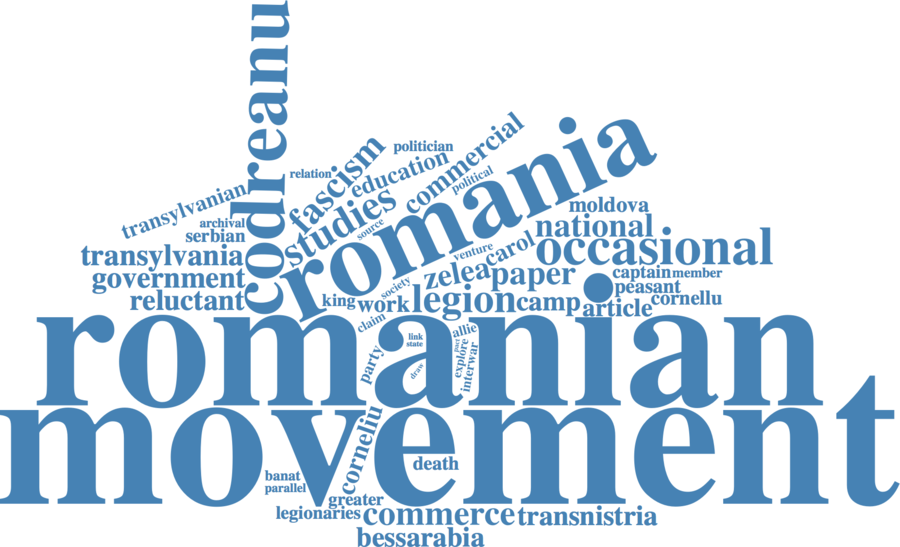 codreanu
politician
commercial
fascism
education
relation
political
romania
studies
transylvanian
archival
serbian
source
moldova
national
transylvania
occasional
venture
carol
zelea
paper
captain
member
government
society
peasant
reluctant
king
work
legion
camp
article
cornellu
claim
romanian
link
state
allie
pact
explore
interwar
party
draw
movement
corneliu
death
banat
parallel
greater
legionaries
commerce
transnistria
bessarabia